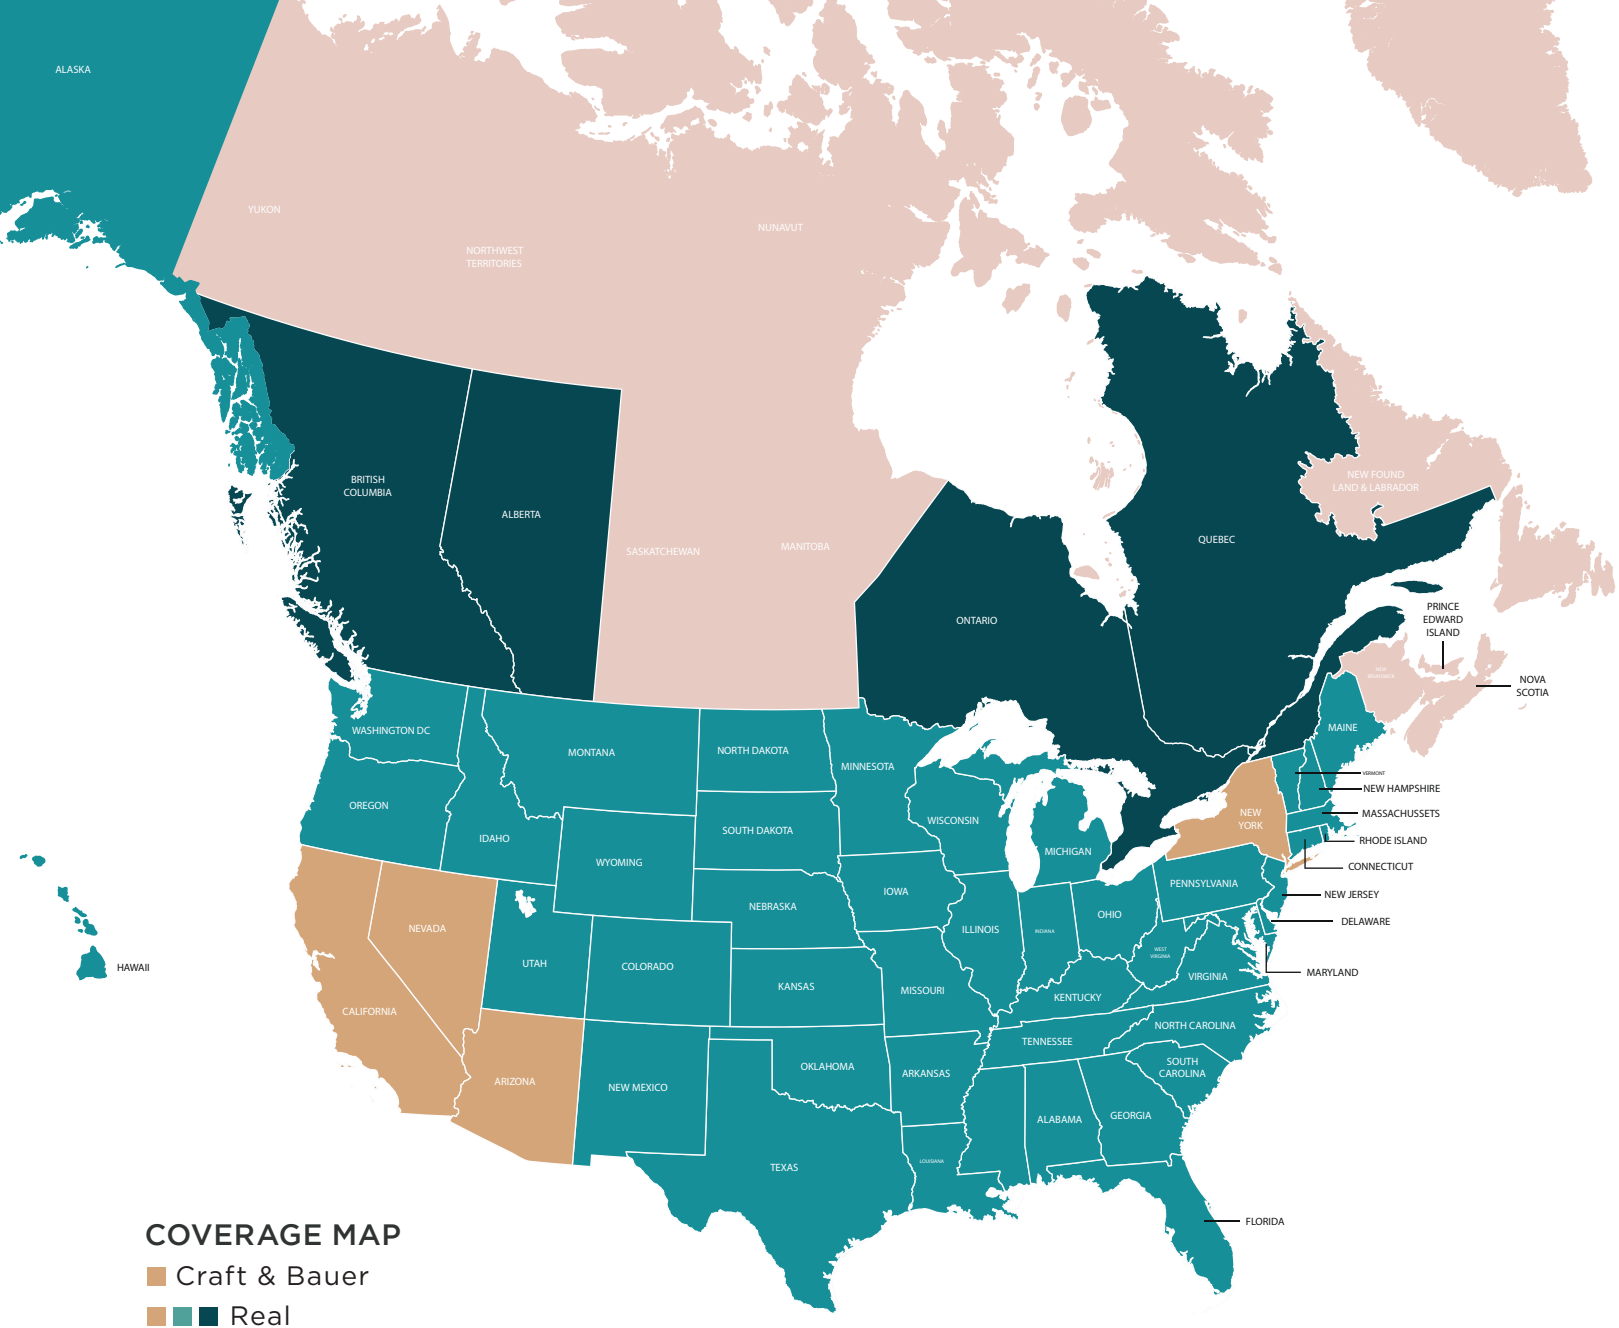 ALASKA
YUKON
NORTHWEST
TERRITORIES
NUNAVUT
BRITISH
COLUMBIA
ALBERTA
SASKATCHEWAN
MANITOBA
ONTARIO
QUEBEC
NEW FOUND
LAND & LABRADOR
PRINCE
EDWARD
ISLAND
NEW
BRUNSWICK
NOVA
SCOTIA
WASHINGTON DC
MONTANA
NORTH DAKOTA
MINNESOTA
MAINE
VERMONT
NEW HAMPSHIRE
OREGON
IDAHO
SOUTH DAKOTA
WISCONSIN
MICHIGAN
NEW
YORK
MASSACHUSSETS
RHODE ISLAND
CONNECTICUT
WYOMING
NEBRASKA
IOWA
PENNSYLVANIA
NEW JERSEY
DELAWARE
NEVADA
UTAH
COLORADO
KANSAS
MISSOURI
ILLINOIS
INDIANA
OHIO
WEST
VIRGINIA
VIRGINIA
MARYLAND
HAWAII
CALIFORNIA
KENTUCKY
TENNESSEE
NORTH CAROLINA
SOUTH
CAROLINA
ARIZONA
NEW MEXICO
OKLAHOMA
ARKANSAS
ALABAMA
GEORGIA
TEXAS
LOUISIANA
FLORIDA
COVERAGE MAP
Craft & Bauer
Real